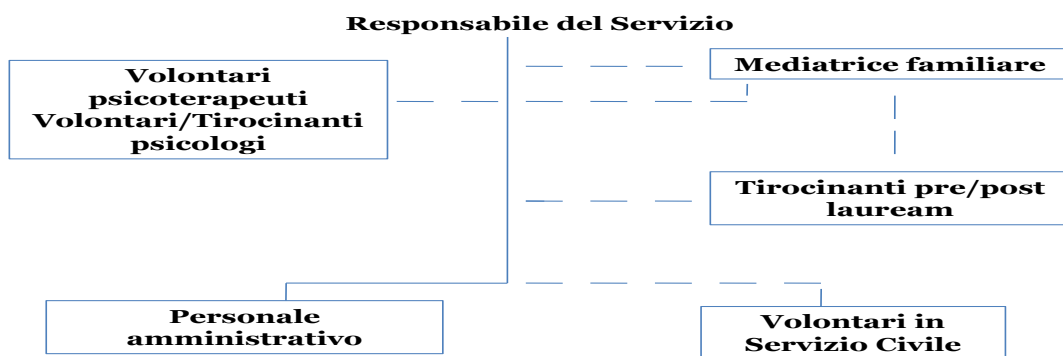 Responsabile del Servizio
Volontari
psicoterapeuti
Volontari/Tirocinanti
psicologi
Mediatrice familiare
Tirocinanti pre/post
lauream
Personale
amministrativo
Volontari in
Servizio Civile